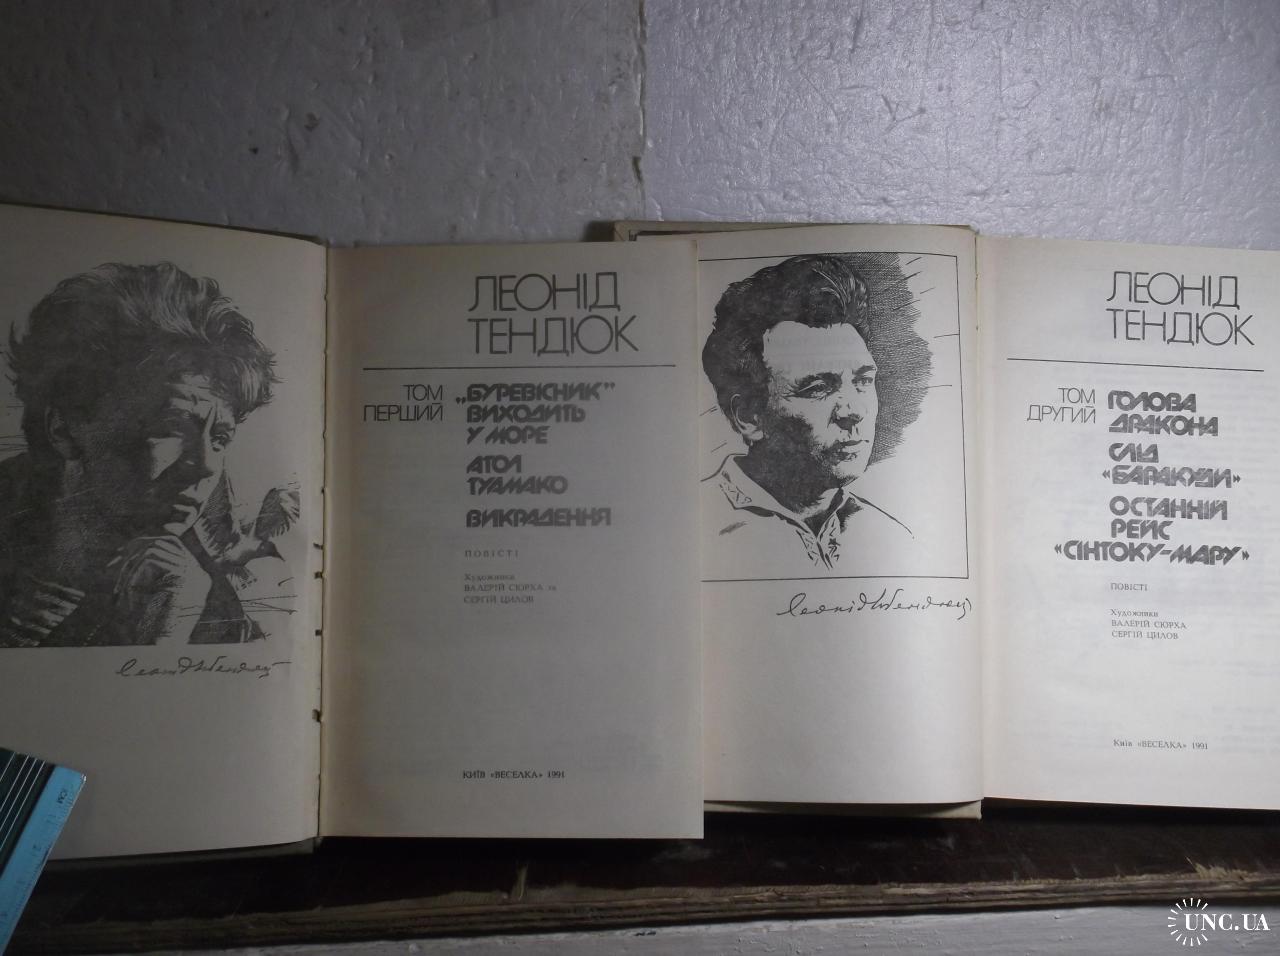 ЛЕОНІД
ТЕНДЮК
ТОМ
ПЕРШИЙ
„БУРЕВІСНИК”
ВИХОДИТЬ
У МОРЕ
АТОЛ
ТУАМАКО
ВИКРАДЕННЯ
ПОВІСТІ
Художники
ВАЛЕРІЙ СЮРХА та
СЕРГІЙ ЦИЛОВ
КИЇВ «ВЕСЕЛКА» 1991
ЛЕОНІД
ТЕНДЮК
ТОМ
ДРУГИЙ
ГОЛОВА
ДРАКОНА
СЛІД
«БАРАКУДИ»
ОСТАННІЙ
РЕЙС
«СІНТОКУ-МАРУ»
ПОВІСТІ
Художники
ВАЛЕРІЙ СЮРХА
СЕРГІЙ ЦИЛОВ
Київ «ВЕСЕЛКА» 1991
UNC.UA